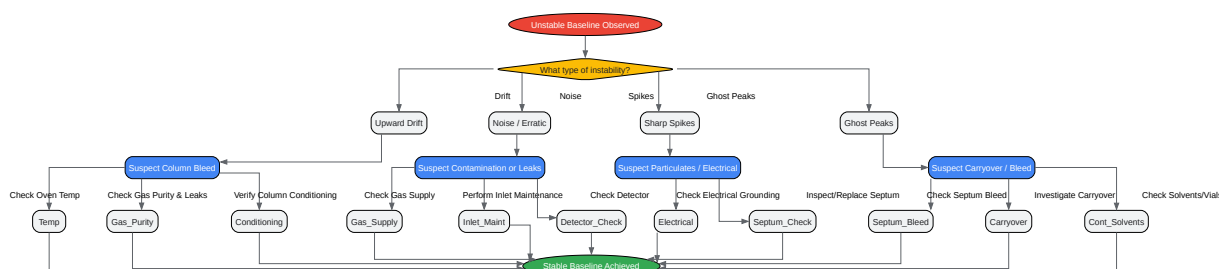 Unstable Baseline Observed
What type of instability?
Drift
Noise
Spikes
Ghost Peaks
Upward Drift
Noise / Erratic
Sharp Spikes
Ghost Peaks
Suspect Column Bleed
Suspect Contamination or Leaks
Suspect Particulates / Electrical
Suspect Carryover / Bleed
Check Oven Temp
Check Gas Purity & Leaks
Verify Column Conditioning
Check Gas Supply
Perform Inlet Maintenance
Check Detector
Check Electrical Grounding
Inspect/Replace Septum
Check Septum Bleed
Investigate Carryover
Check Solvents/Vials
Temp
Gas_Purity
Conditioning
Gas_Supply
Inlet_Maint
Detector_Check
Electrical
Septum_Check
Septum_Bleed
Carryover
Cont_Solvents
Stable Baseline Achieved